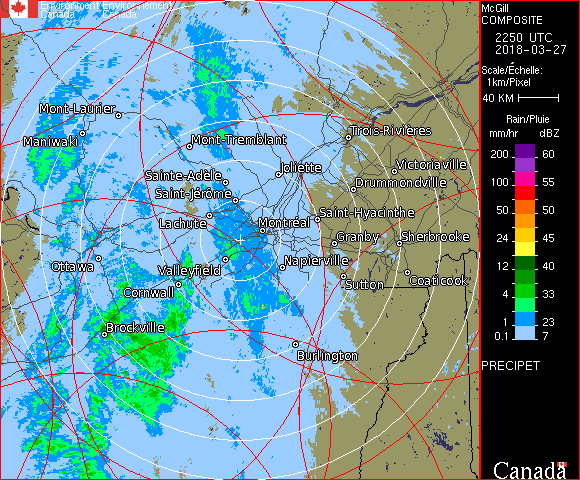 Environment Environnement
Canada Canada
McGill
COMPOSITE
2250 UTC
2018-03-27
Scale/Échelle:
1km/Pixel
40 KM
Rain/Pluie
mm/hr dBZ
200 60
100 55
50 50
24 45
12 40
4 33
1 23
0.1 7
PRECIPET
Canada
Mont-Laurier
Maniwaki
Mont-Tremblant
Trois-Rivières
Joliette
Victoriaville
Sainte-Adèle
Drummondville
Saint-Jérôme
Saint-Hyacinthe
Lachute
Montréal
Granby
Sherbrooke
Ottawa
Valleyfield
Napierville
Sutton
Coaticook
Cornwall
Brockville
Burlington